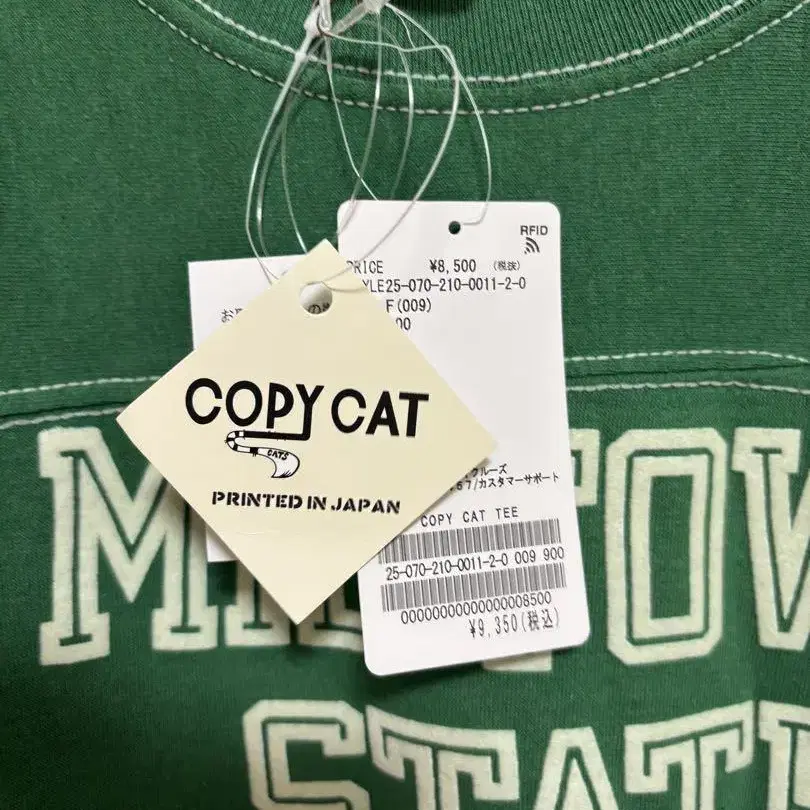 RFID
PRICE ¥8,500 (税抜)
25-070-210-0011-2-0
F(009)
00
COPY CAT
CATS
PRINTED IN JAPAN
クルーズ
67/カスタマーサポート
COPY CAT TEE
25-070-210-0011-2-0 009 900
00000000000000008500
¥9,350(税込)
STAT